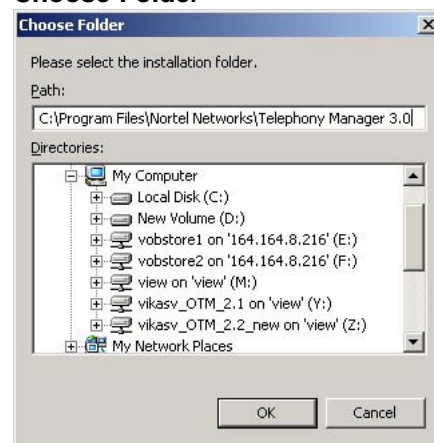 Choose Folder
Please select the installation folder.
Path:
C:\Program Files\Nortel Networks\Telephony Manager 3.0
Directories:
My Computer
Local Disk (C:)
New Volume (D:)
vobstore1 on '164.164.8.216' (E:)
vobstore2 on '164.164.8.216' (F:)
view on 'view' (M:)
vikasv_OTM_2.1 on 'view' (Y:)
vikasv_OTM_2.2_new on 'view' (Z:)
My Network Places
OK Cancel